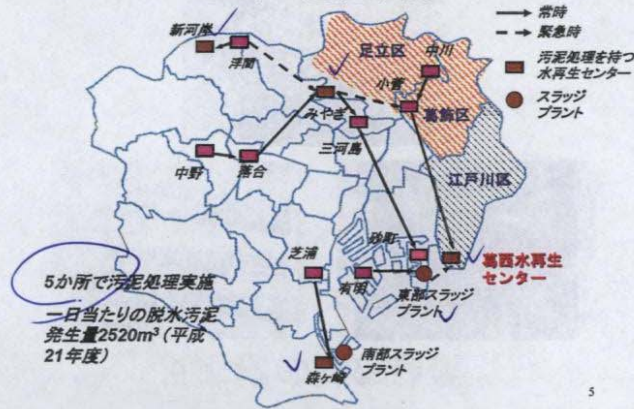 新河岸
浮間
足立区
中川
小菅
みやぎ
葛飾区
三河島
中野
落合
江戸川区
芝浦
砂町
有明
葛西水再生
センター
東部スラッジ
プラント
南部スラッジ
プラント
森ヶ崎
常時
緊急時
汚泥処理を持つ
水再生センター
スラッジ
プラント
5か所で汚泥処理実施
一日当たりの脱水汚泥
発生量2520m³(平成
21年度)
5